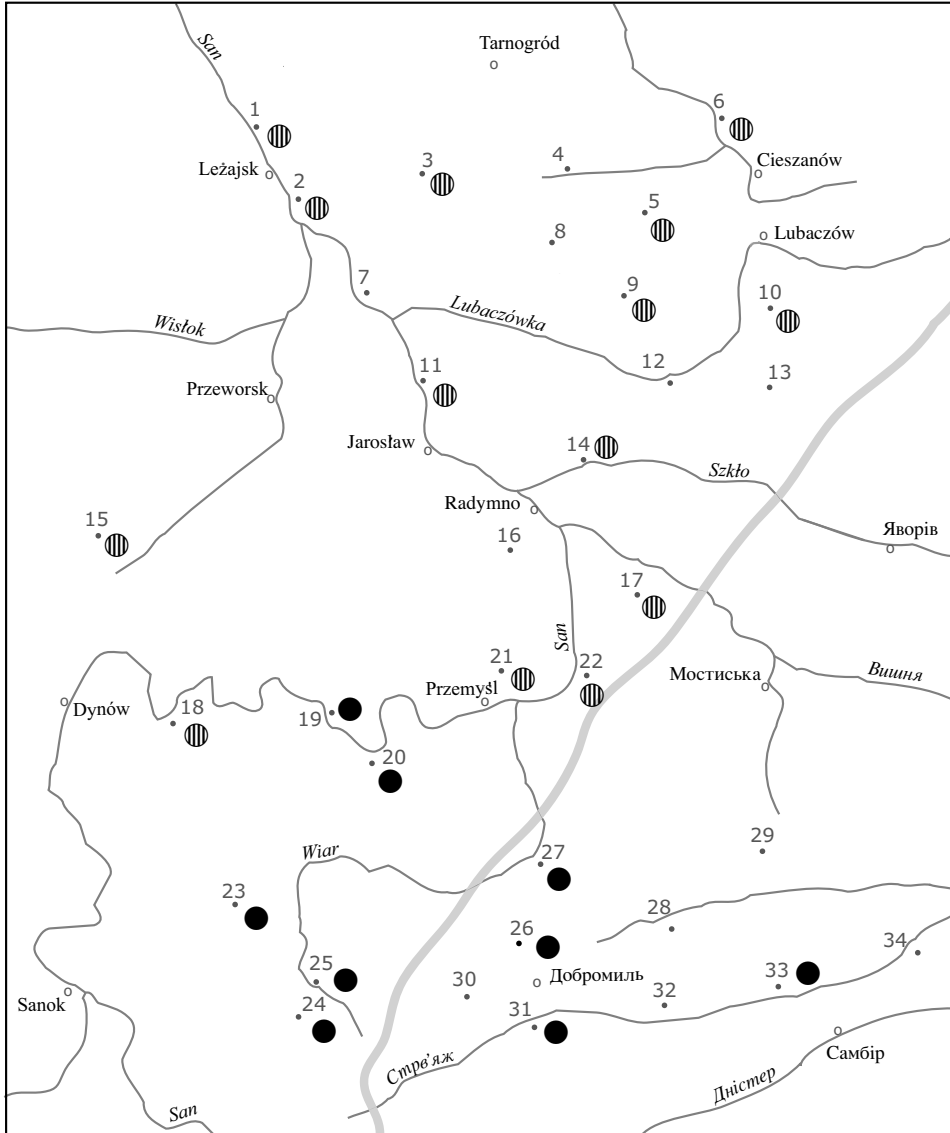 San
Tarnogród
1
6
3
4
Leżajsk
Cieszanów
2
5
8
Lubaczów
7
9
10
Wisłok
Lubaczówka
11
12
13
Przeworsk
14
Jarosław
Szkło
Radymno
15
16
Яворів
17
San
21
22
Мостиська
Вишня
Przemyśl
Dynów
18
19
20
29
Wiar
27
23
28
26
34
25
30
Добромиль
33
Sanok
24
31
32
Стрв'яж
Самбір
Дністер
San